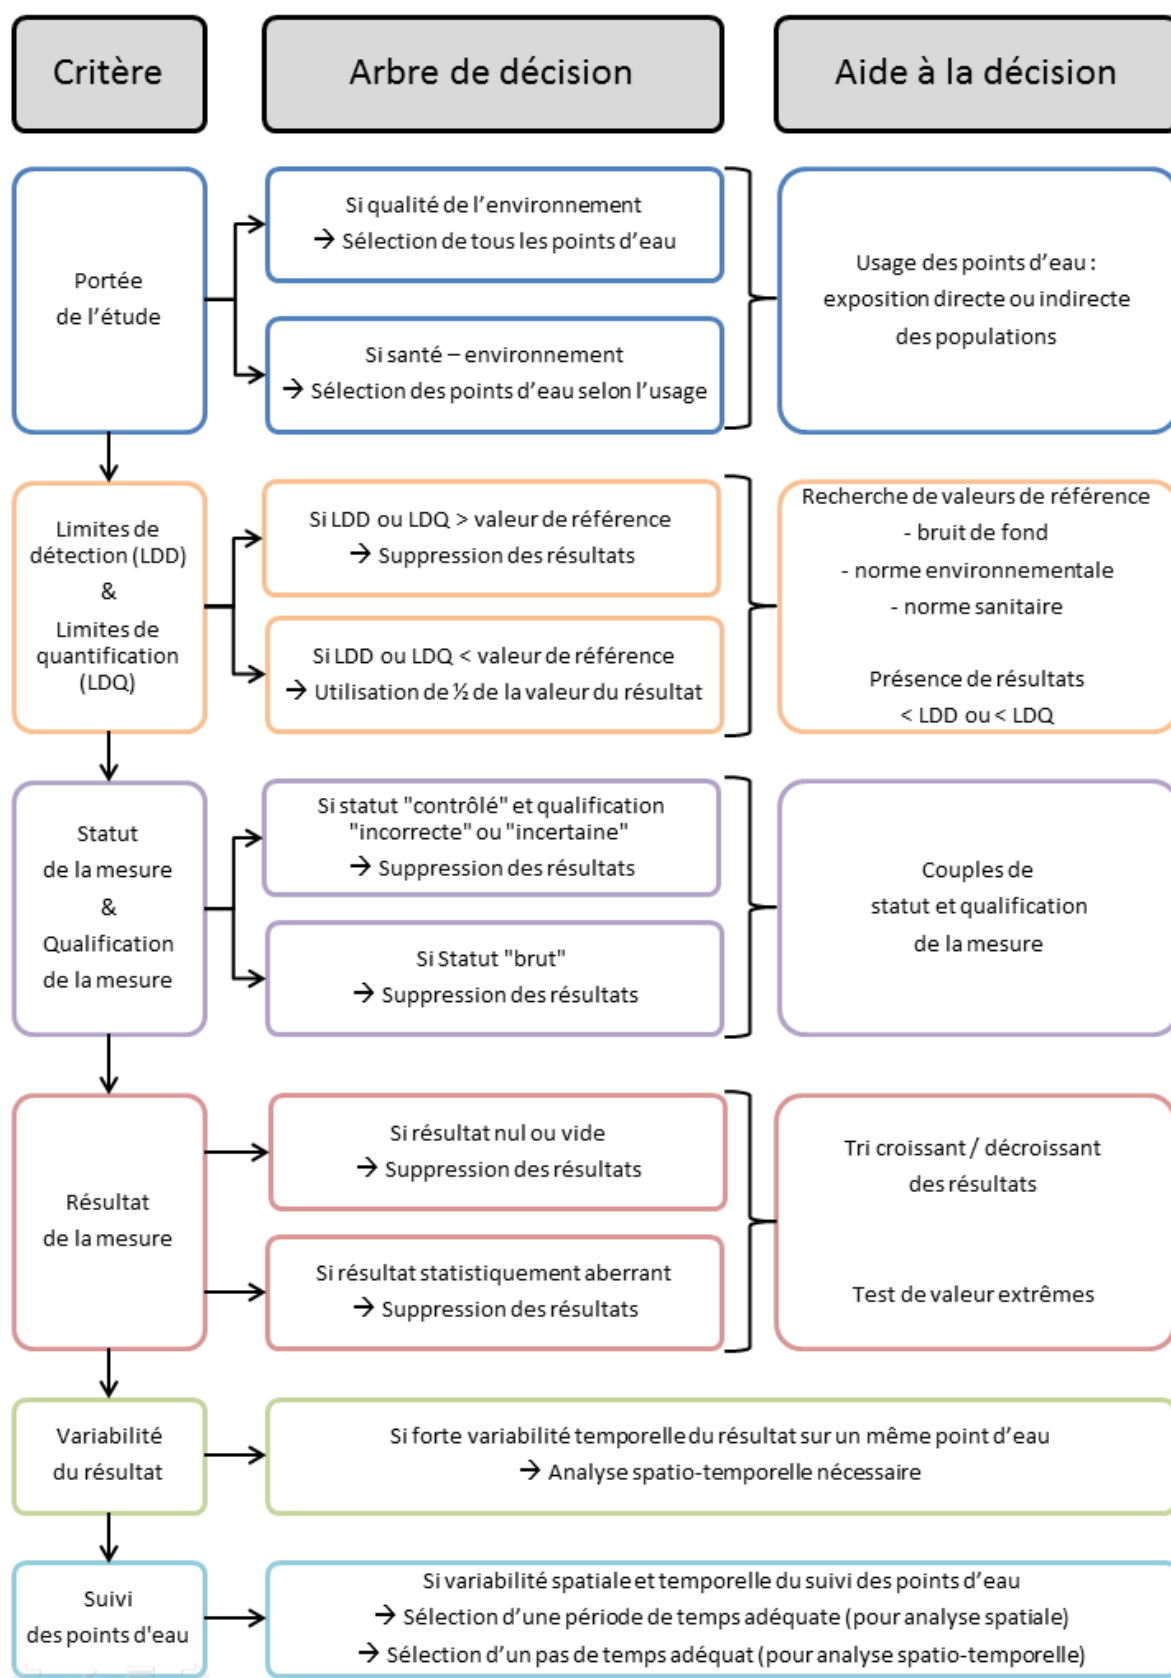 Critère
Arbre de décision
Aide à la décision
Portée
de l'étude
Si qualité de l'environnement
→ Sélection de tous les points d'eau
Si santé – environnement
→ Sélection des points d'eau selon l'usage
Usage des points d'eau :
exposition directe ou indirecte
des populations
Limites de
détection (LDD)
&
Limites de
quantification
(LDQ)
Si LDD ou LDQ > valeur de référence
→ Suppression des résultats
Si LDD ou LDQ < valeur de référence
→ Utilisation de ½ de la valeur du résultat
Recherche de valeurs de référence
- bruit de fond
- norme environnementale
- norme sanitaire
Présence de résultats
< LDD ou < LDQ
Statut
de la mesure
&
Qualification
de la mesure
Si statut "contrôlé" et qualification
"incorrecte" ou "incertaine"
→ Suppression des résultats
Si Statut "brut"
→ Suppression des résultats
Couples de
statut et qualification
de la mesure
Résultat
de la mesure
Si résultat nul ou vide
→ Suppression des résultats
Si résultat statistiquement aberrant
→ Suppression des résultats
Tri croissant / décroissant
des résultats
Test de valeur extrêmes
Variabilité
du résultat
Si forte variabilité temporelle du résultat sur un même point d'eau
→ Analyse spatio-temporelle nécessaire
Suivi
des points d'eau
Si variabilité spatiale et temporelle du suivi des points d'eau
→ Sélection d'une période de temps adéquate (pour analyse spatiale)
→ Sélection d'un pas de temps adéquat (pour analyse spatio-temporelle)